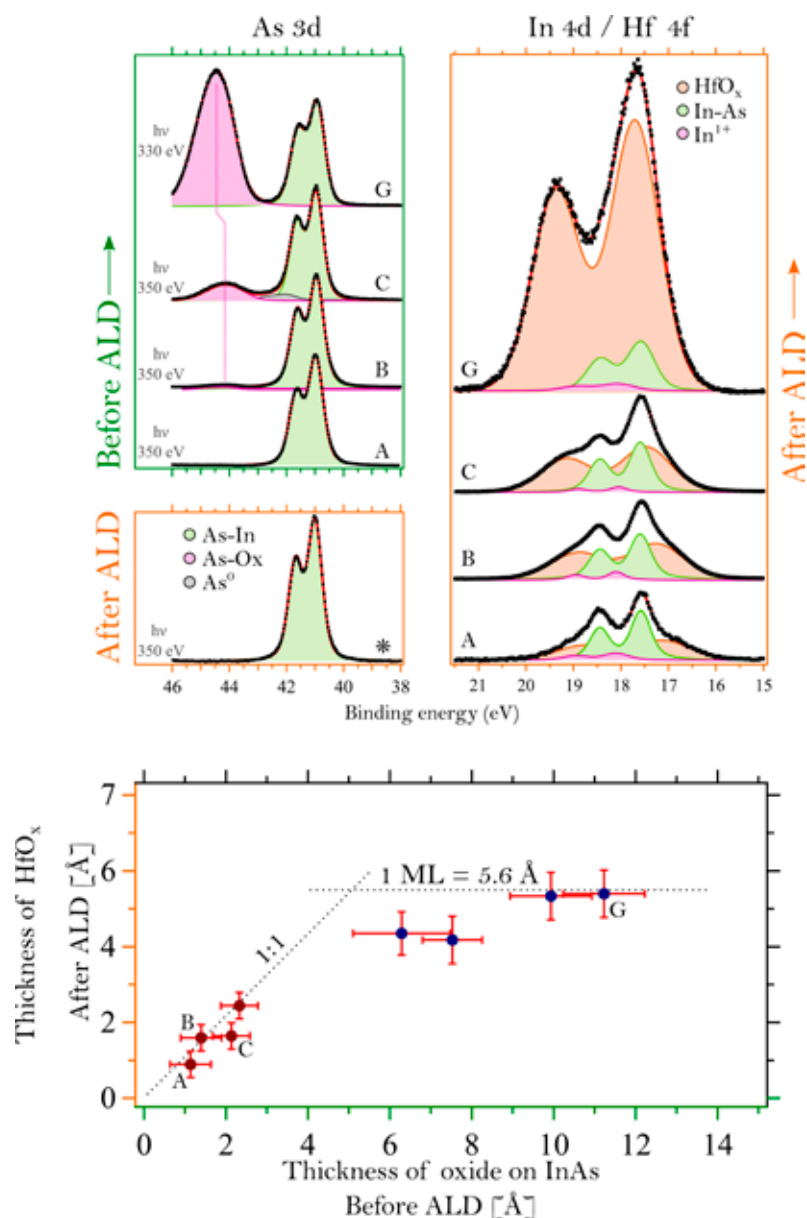 As 3d
In 4d / Hf 4f
Before ALD
hν
330 eV
G
hν
350 eV
C
hν
350 eV
B
hν
350 eV
A
After ALD
As-In
As-Ox
As⁰
hν
350 eV
*
46 44 42 40 38
HfOₓ
In-As
In¹⁺
G
C
B
A
After ALD
21 20 19 18 17 16 15
Binding energy (eV)
Thickness of HfOₓ
After ALD [Å]
7
6
4
2
0
1 ML = 5.6 Å
1:1
G
B
C
A
0 2 4 6 8 10 12 14
Thickness of oxide on InAs
Before ALD [Å]